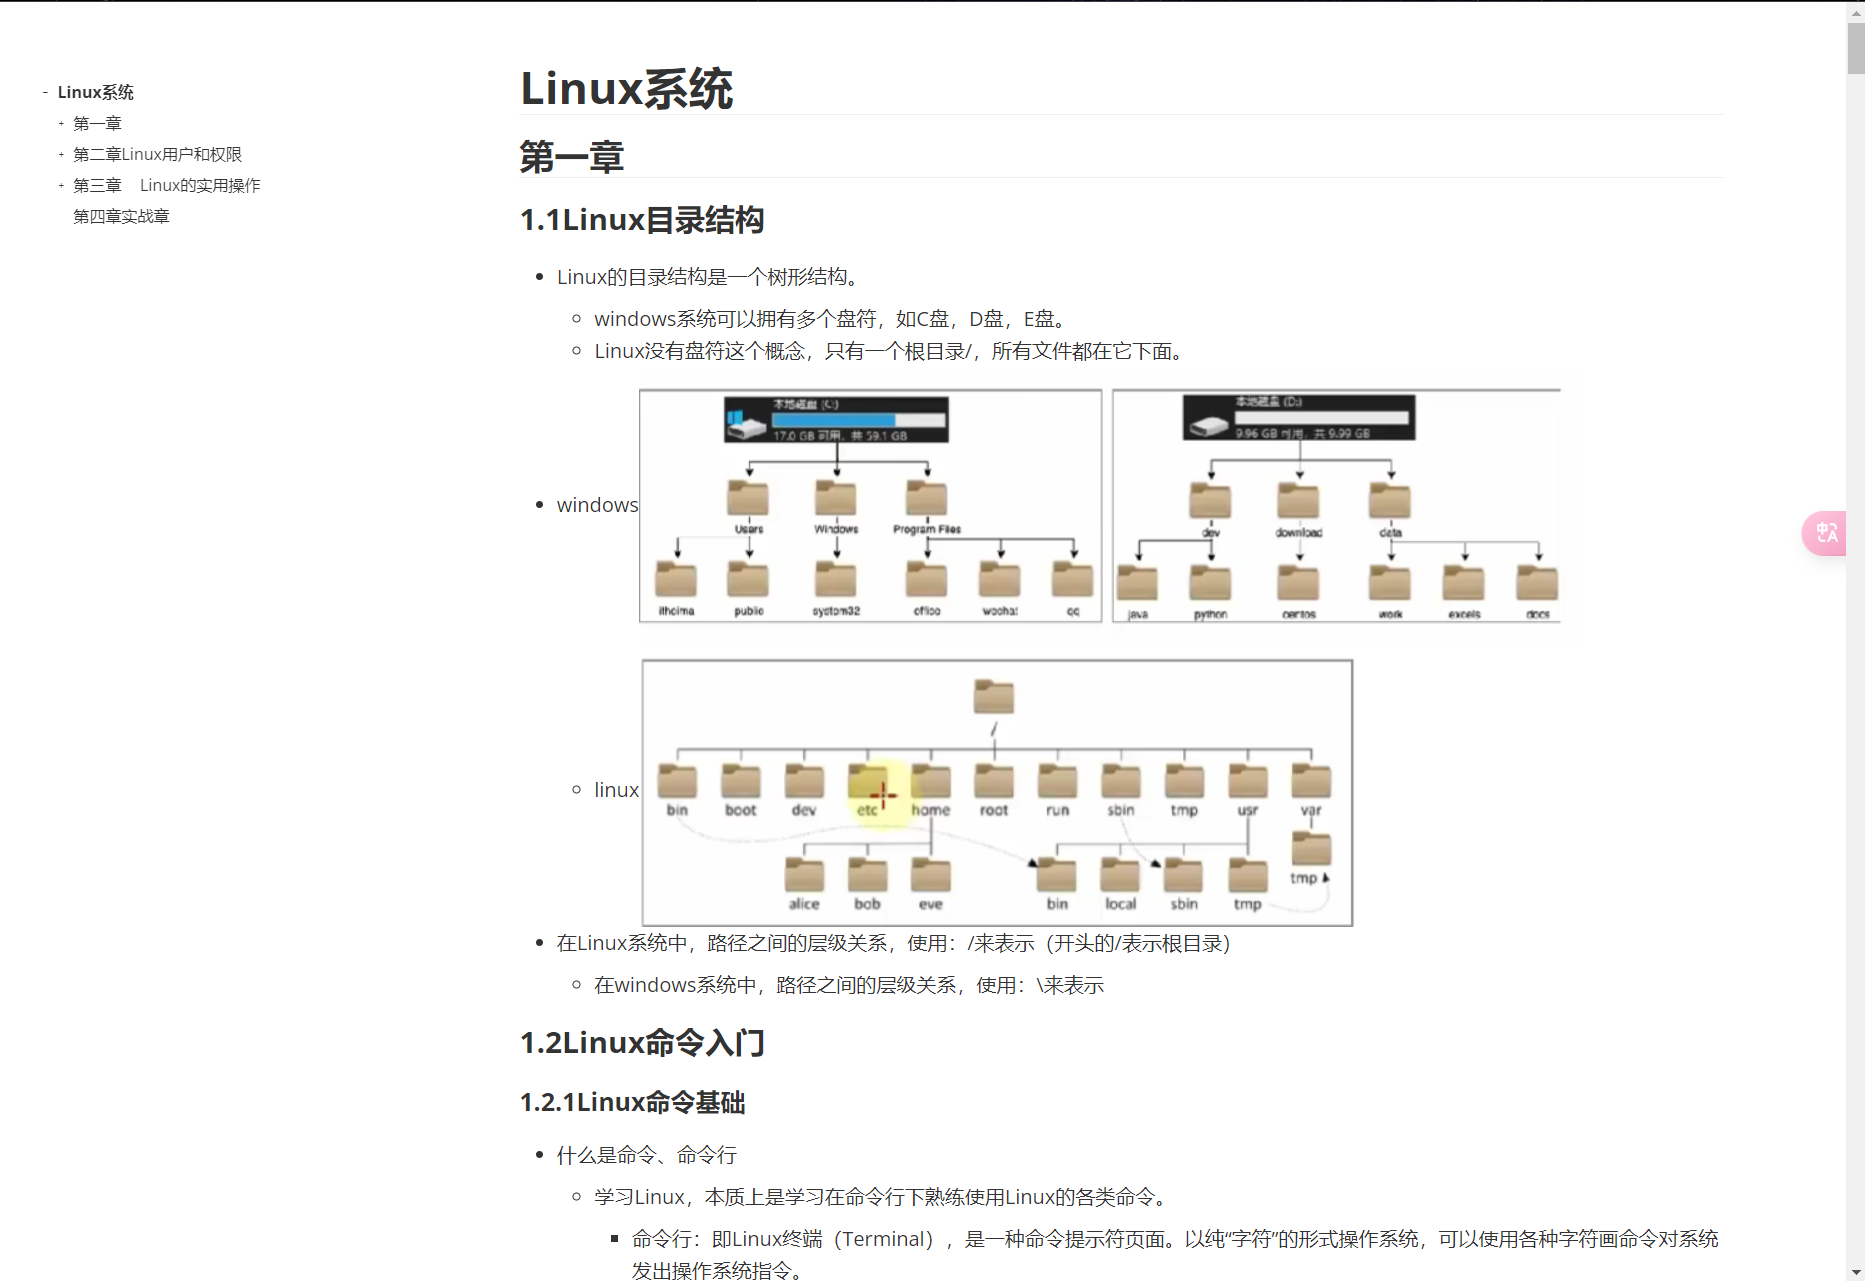 - Linux系统
+ 第一章
+ 第二章Linux用户和权限
+ 第三章 Linux的实用操作
第四章实战章
Linux系统
第一章
1.1Linux目录结构
Linux的目录结构是一个树形结构。
windows系统可以拥有多个盘符，如C盘，D盘，E盘。
Linux没有盘符这个概念，只有一个根目录/，所有文件都在它下面。
windows
本地磁盘 (C:)
17.0 GB 可用，共 59.1 GB
Users Windows Program Files
itheima public system32 office wechat qq
本地磁盘 (D:)
9.96 GB 可用，共 9.99 GB
dev download data
java python centos work excels docs
linux
/
bin boot dev etc home root run sbin tmp usr var
tmp
alice bob eve bin local sbin tmp
在Linux系统中，路径之间的层级关系，使用：/来表示（开头的/表示根目录）
在windows系统中，路径之间的层级关系，使用：\来表示
1.2Linux命令入门
1.2.1Linux命令基础
什么是命令、命令行
学习Linux，本质上是学习在命令行下熟练使用Linux的各类命令。
命令行：即Linux终端（Terminal），是一种命令提示符页面。以纯“字符”的形式操作系统，可以使用各种字符画命令对系统
发出操作系统指令。